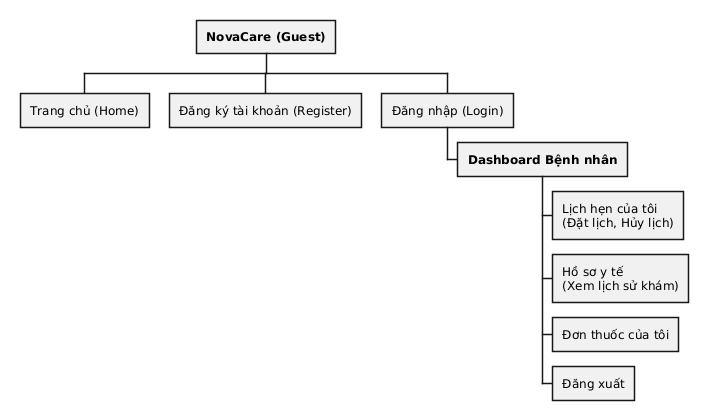 NovaCare (Guest)
Trang chủ (Home)
Đăng ký tài khoản (Register)
Đăng nhập (Login)
Dashboard Bệnh nhân
Lịch hẹn của tôi
(Đặt lịch, Hủy lịch)
Hồ sơ y tế
(Xem lịch sử khám)
Đơn thuốc của tôi
Đăng xuất